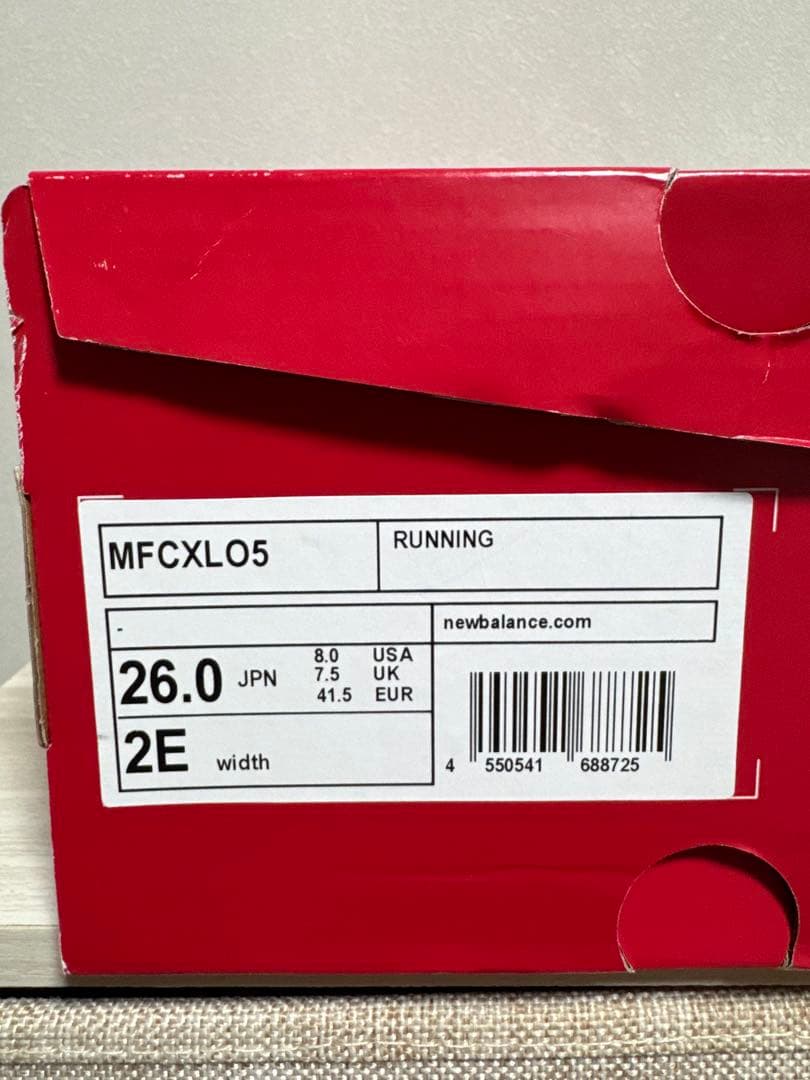 MFCXLO5
RUNNING
-
newbalance.com
26.0 JPN
8.0 USA
7.5 UK
41.5 EUR
2E width
4 550541 688725